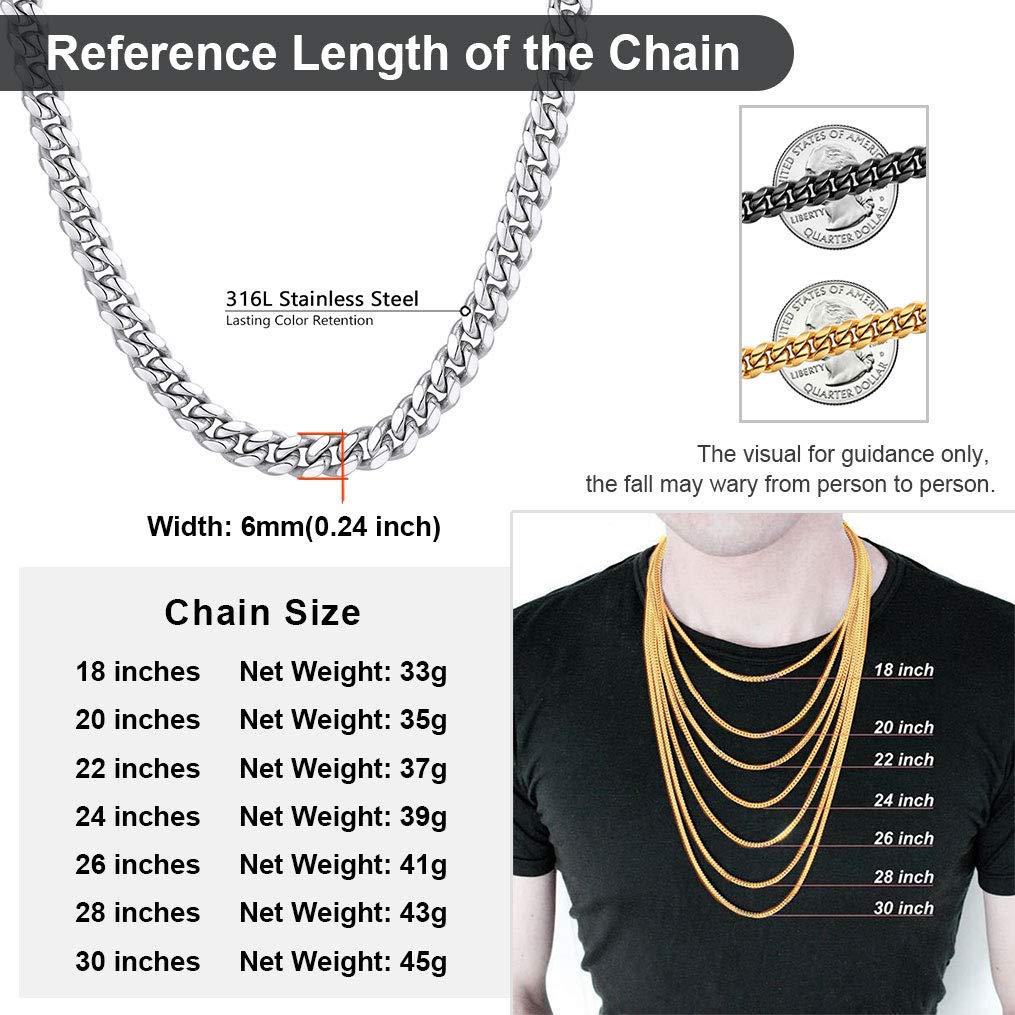 Reference Length of the Chain
STATES OF AMERICA
LIBERTY
QUARTER DOLLAR
316L Stainless Steel
Lasting Color Retention
STATES OF AMERICA
LIBERTY
QUARTER DOLLAR
The visual for guidance only,
the fall may wary from person to person.
Width: 6mm(0.24 inch)
Chain Size
18 inches Net Weight: 33g
20 inches Net Weight: 35g
22 inches Net Weight: 37g
24 inches Net Weight: 39g
26 inches Net Weight: 41g
28 inches Net Weight: 43g
30 inches Net Weight: 45g
18 inch
20 inch
22 inch
24 inch
26 inch
28 inch
30 inch